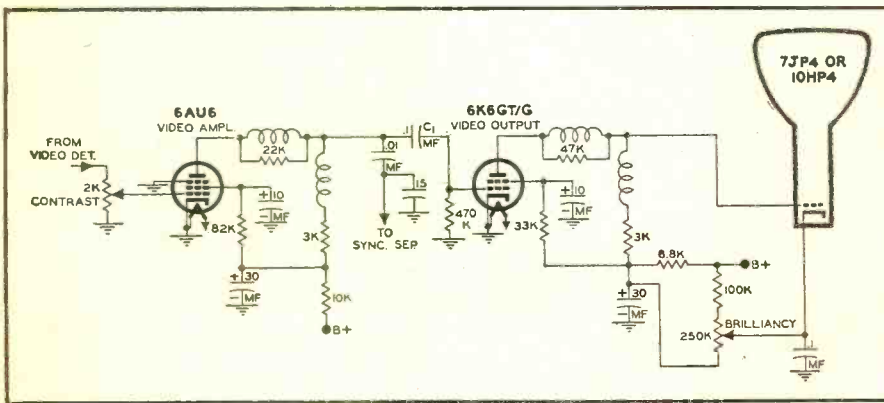 7JP4 OR
10HP4
6AU6
VIDEO AMPL.
6K6GT/G
VIDEO OUTPUT
FROM
VIDEO DET.
2K
CONTRAST
22K
.1
C1
MF
.01
MF
47K
+ 10
- MF
82K
3K
15
TO
SYNC. SEP.
470
K
+ 10
- MF
33K
3K
+ 30
- MF
10K
B+
6.8K
B+
100K
+ 30
- MF
250K
BRILLIANCY
.1
MF